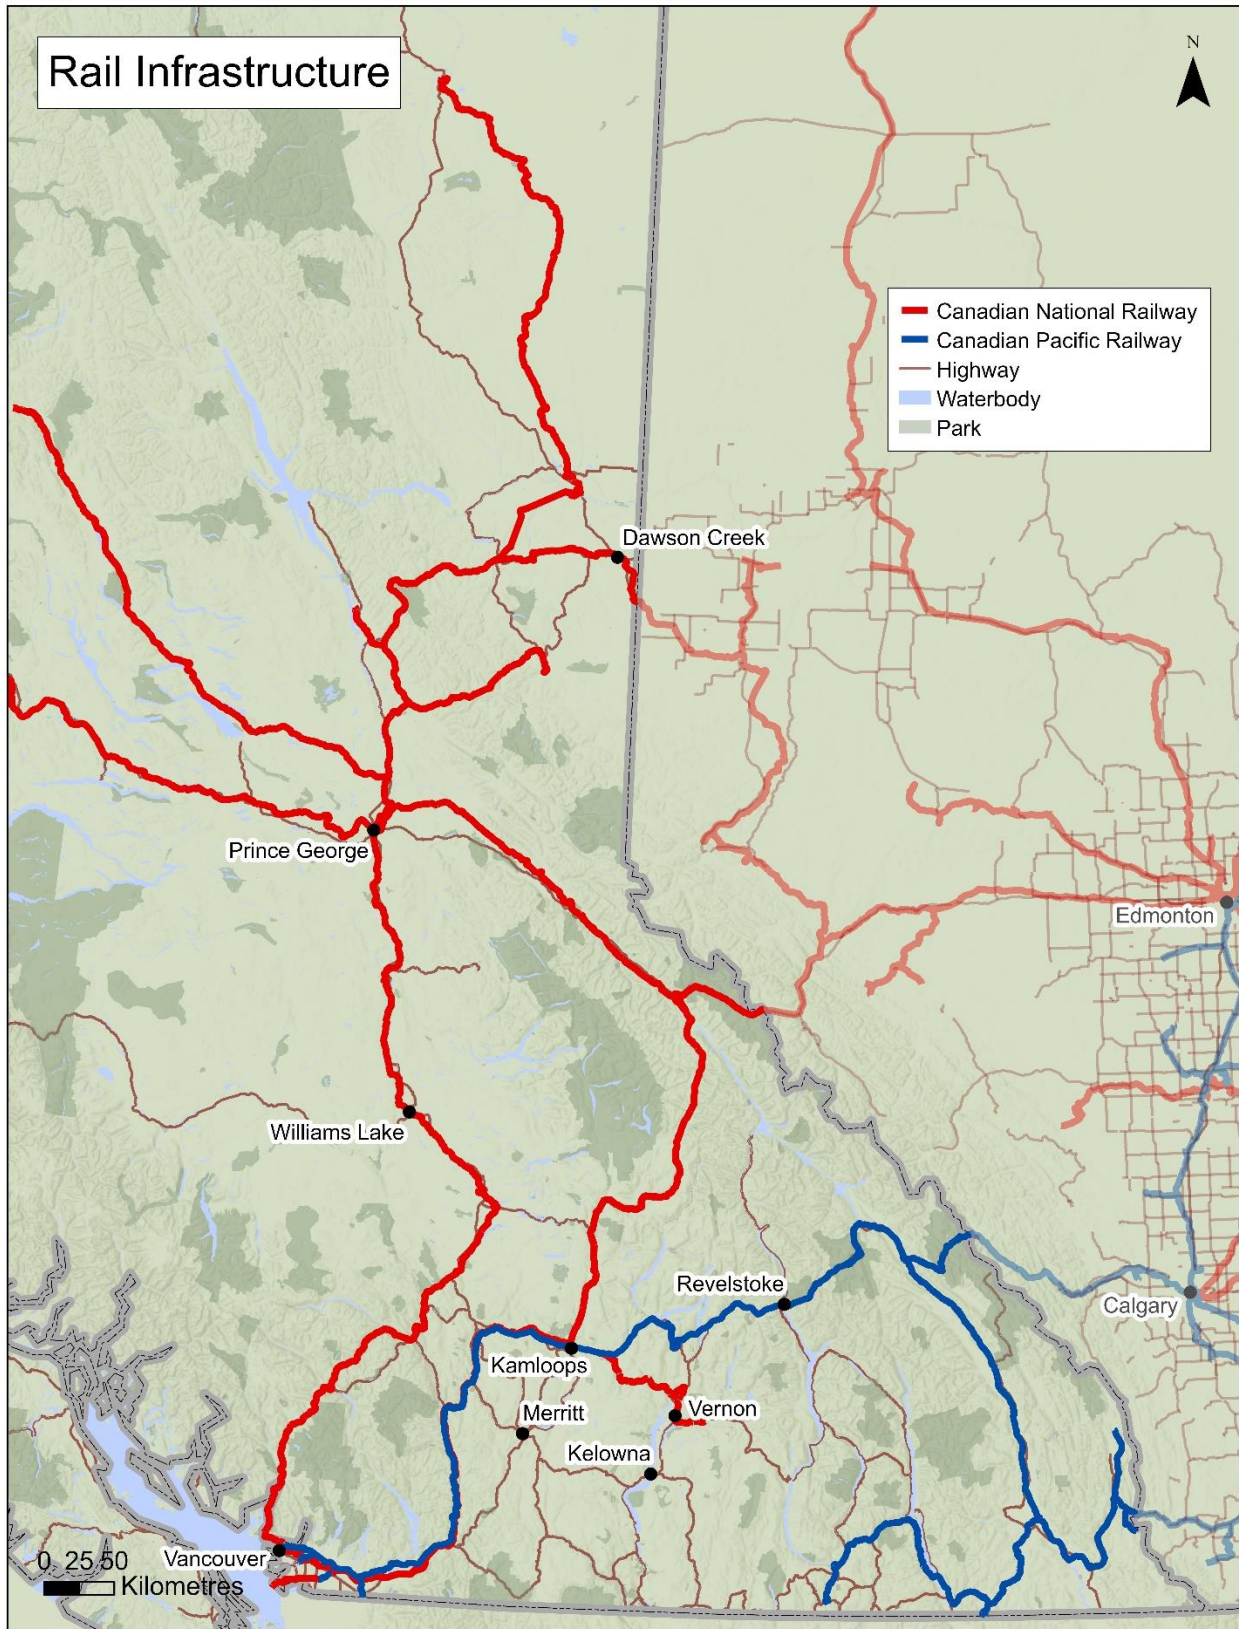 Rail Infrastructure
N
Canadian National Railway
Canadian Pacific Railway
Highway
Waterbody
Park
Dawson Creek
Prince George
Edmonton
Williams Lake
Revelstoke
Calgary
Kamloops
Merritt
Vernon
Kelowna
Vancouver
0 25 50
Kilometres